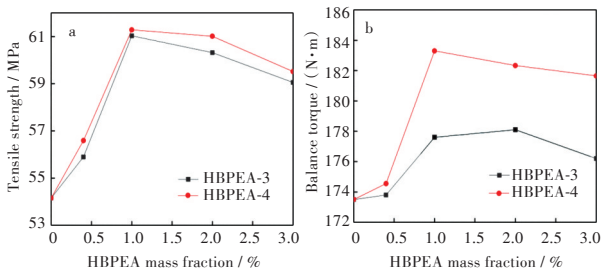 a
61
59
57
55
53
Tensile strength / MPa
HBPEA-3
HBPEA-4
0
0.5
1.0
1.5
2.0
2.5
3.0
HBPEA mass fraction / %
b
186
184
182
180
178
176
174
172
Balance torque / (N·m)
HBPEA-3
HBPEA-4
0
0.5
1.0
1.5
2.0
2.5
3.0
HBPEA mass fraction / %